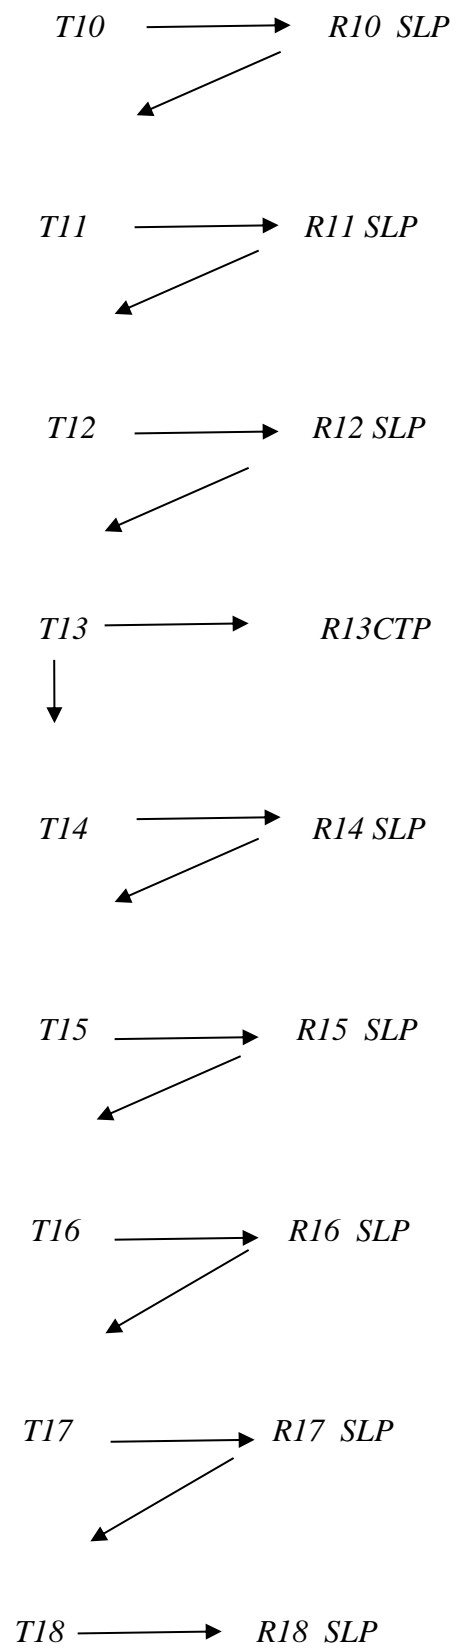 T10 R10 SLP
T11 R11 SLP
T12 R12 SLP
T13 R13CTP
T14 R14 SLP
T15 R15 SLP
T16 R16 SLP
T17 R17 SLP
T18 R18 SLP